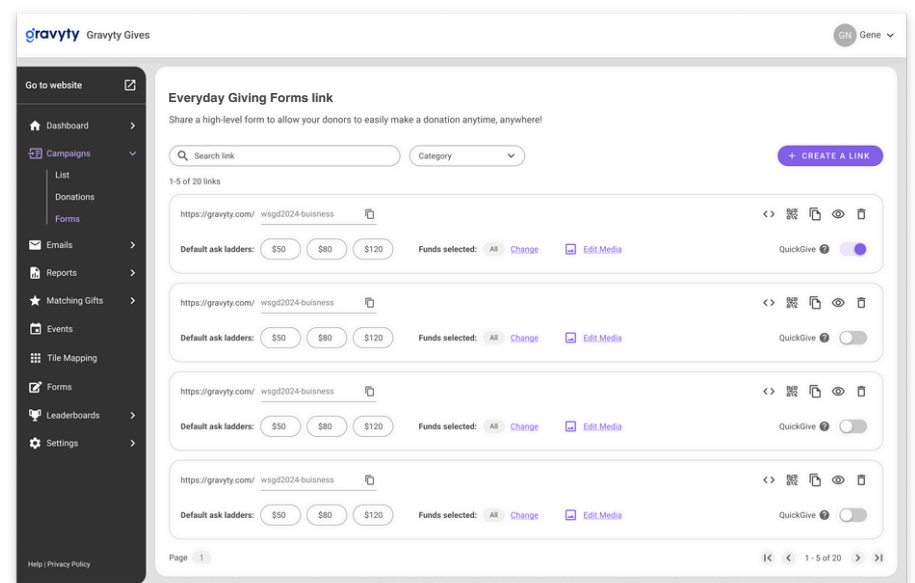 gravyty Gravyty Gives
GN Gene
Go to website
Dashboard
Campaigns
List
Donations
Forms
Emails
Reports
Matching Gifts
Events
Tile Mapping
Forms
Leaderboards
Settings
Help | Privacy Policy
Everyday Giving Forms link
Share a high-level form to allow your donors to easily make a donation anytime, anywhere!
Search link Category + CREATE A LINK
1-5 of 20 links
https://gravyty.com/ wsgd2024-buisness
Default ask ladders: $50 $80 $120 Funds selected: All Change Edit Media QuickGive ?
https://gravyty.com/ wsgd2024-buisness
Default ask ladders: $50 $80 $120 Funds selected: All Change Edit Media QuickGive ?
https://gravyty.com/ wsgd2024-buisness
Default ask ladders: $50 $80 $120 Funds selected: All Change Edit Media QuickGive ?
https://gravyty.com/ wsgd2024-buisness
Default ask ladders: $50 $80 $120 Funds selected: All Change Edit Media QuickGive ?
Page 1 1 - 5 of 20